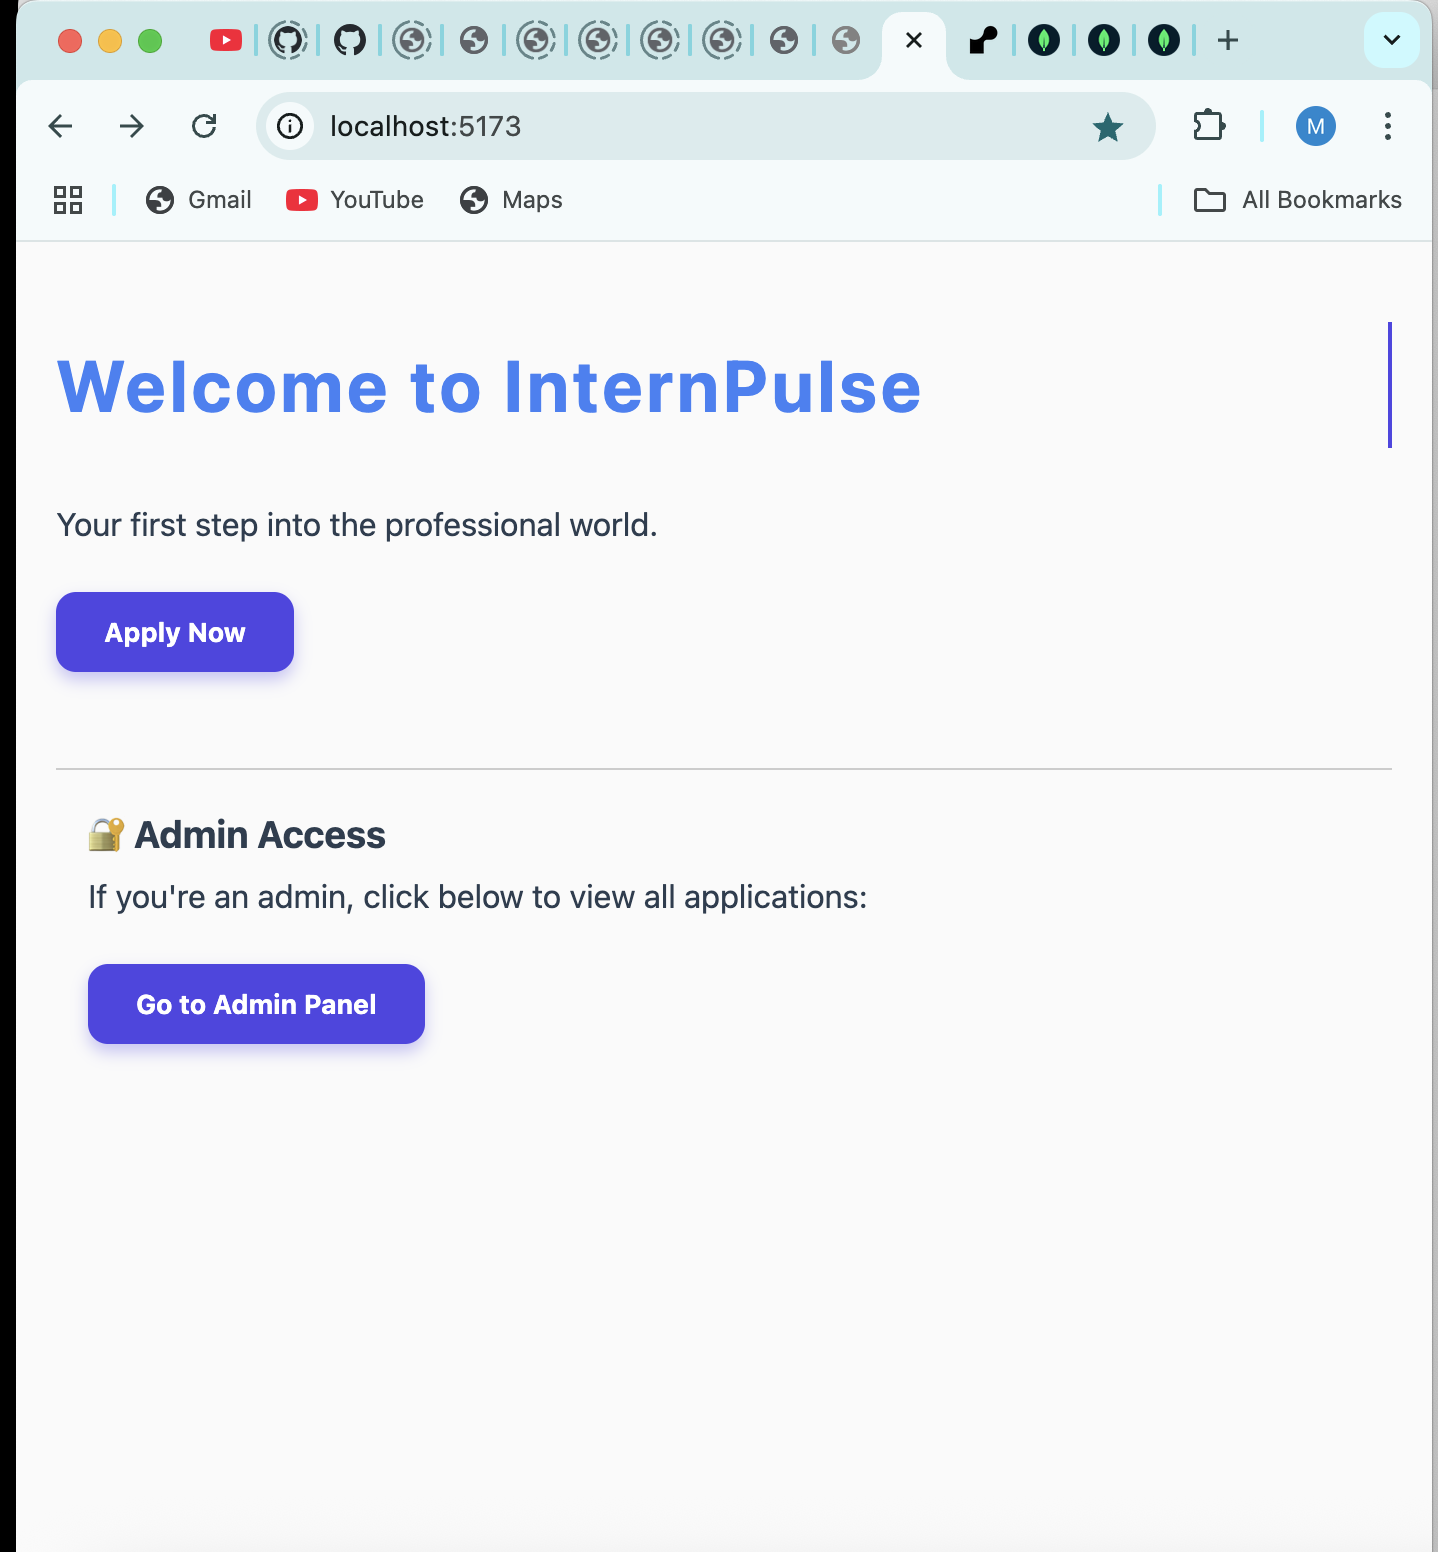 localhost:5173
M
Gmail
YouTube
Maps
All Bookmarks
Welcome to InternPulse
Your first step into the professional world.
Apply Now
🔐 Admin Access
If you're an admin, click below to view all applications:
Go to Admin Panel